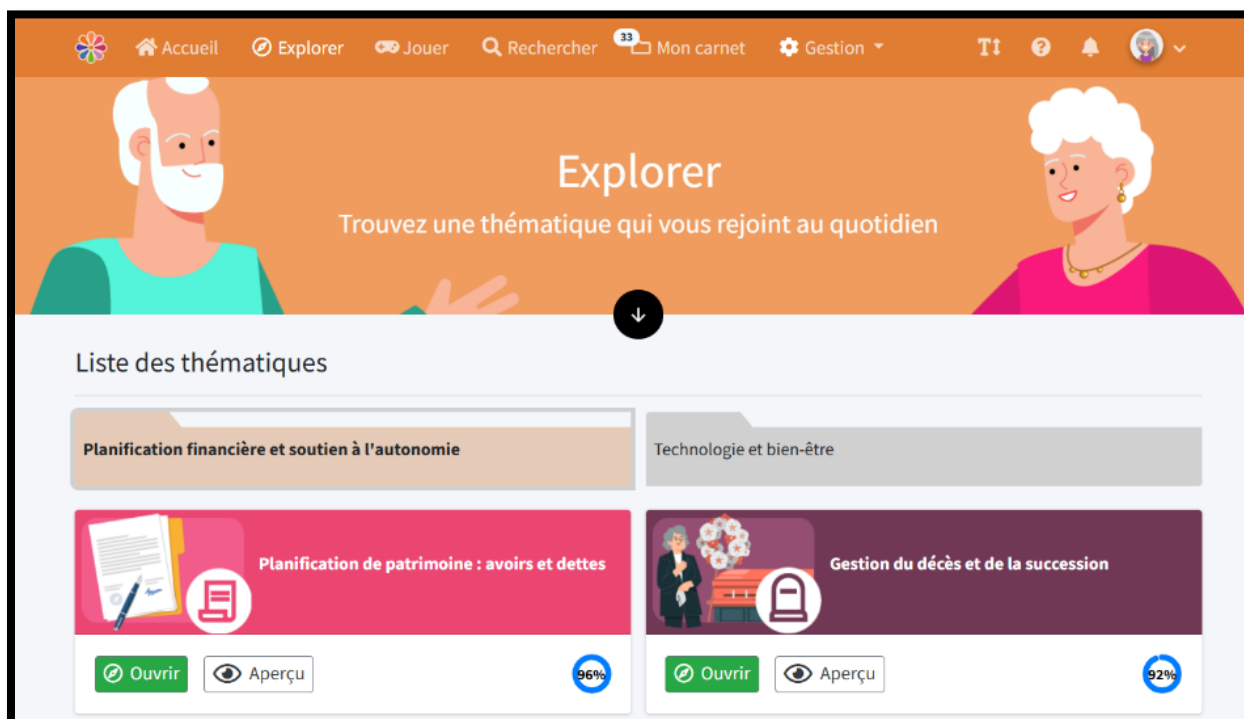 Accueil Explorer Jouer Rechercher 33 Mon carnet Gestion T
Explorer
Trouvez une thématique qui vous rejoint au quotidien
Liste des thématiques
Planification financière et soutien à l'autonomie
Technologie et bien-être
Planification de patrimoine : avoirs et dettes
Gestion du décès et de la succession
Ouvrir Aperçu 96%
Ouvrir Aperçu 92%